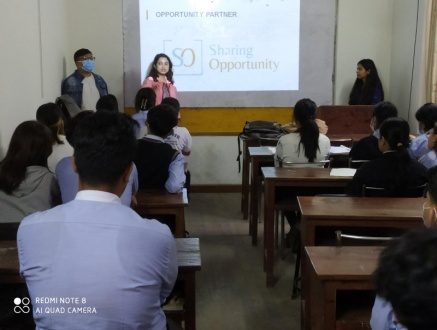 OPPORTUNITY PARTNER
SO
Sharing
Opportunity
REDMI NOTE 8
AI QUAD CAMERA